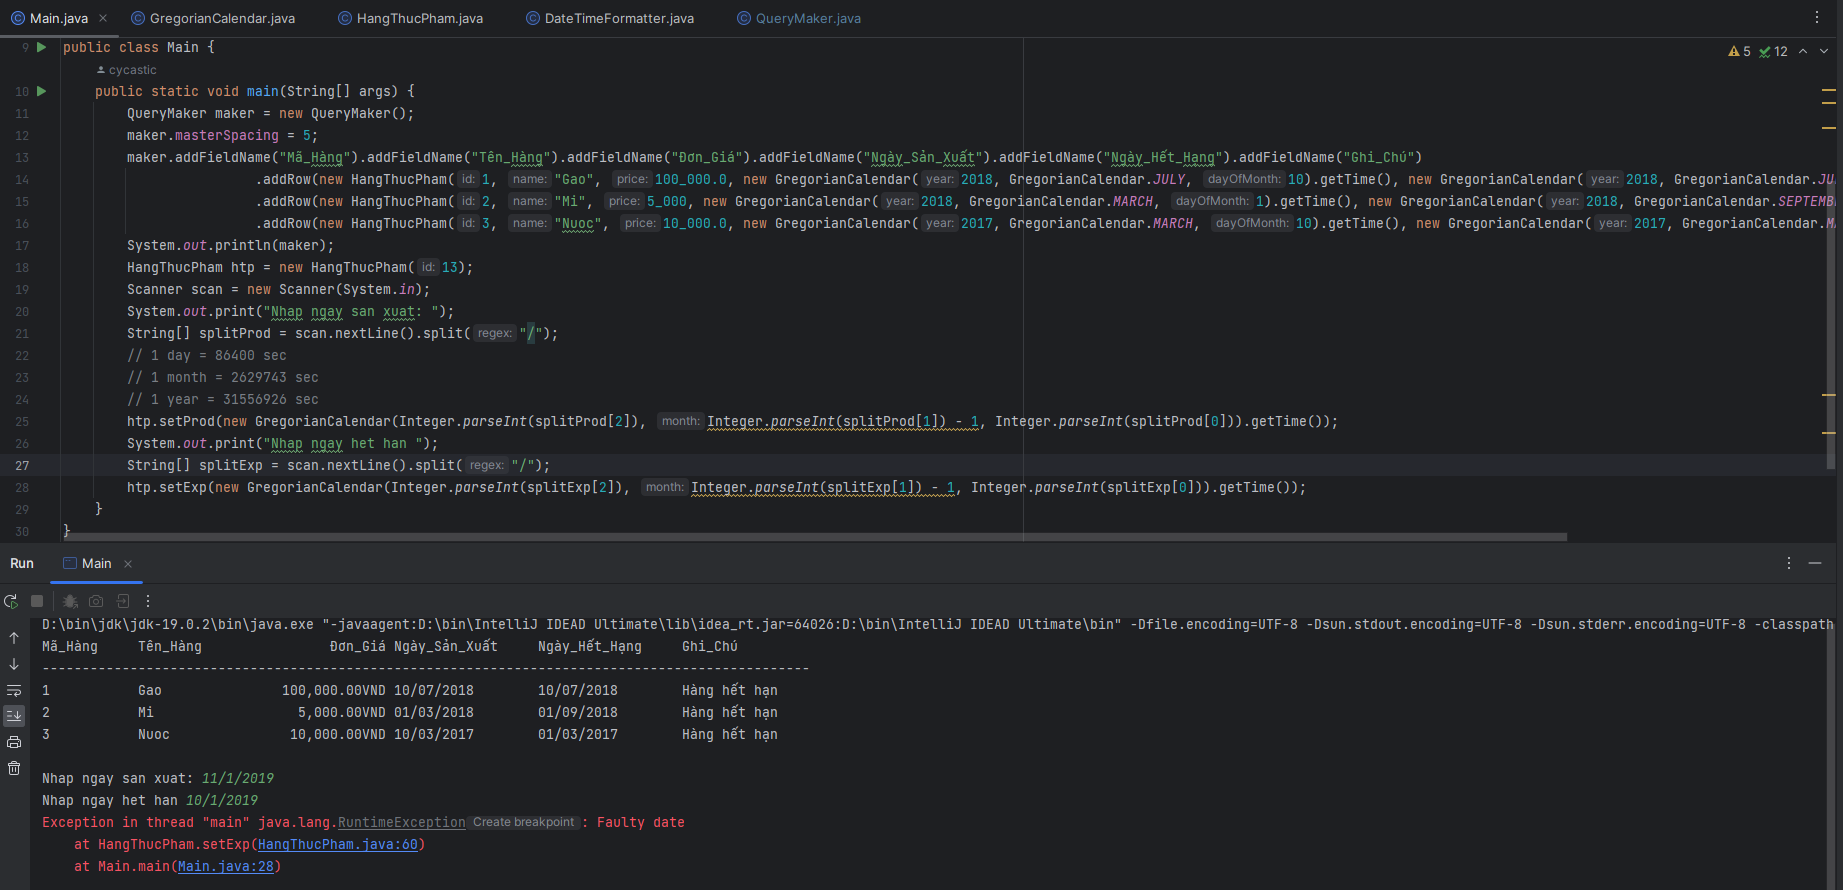 Main.java GregorianCalendar.java HangThucPham.java DateTimeFormatter.java QueryMaker.java
9 public class Main { 5 12
cycastic
10 public static void main(String[] args) {
11 QueryMaker maker = new QueryMaker();
12 maker.masterSpacing = 5;
13 maker.addFieldName("Mã_Hàng").addFieldName("Tên_Hàng").addFieldName("Đơn_Giá").addFieldName("Ngày_Sản_Xuất").addFieldName("Ngày_Hết_Hạng").addFieldName("Ghi_Chú")
14 .addRow(new HangThucPham( id: 1, name: "Gao", price: 100_000.0, new GregorianCalendar( year: 2018, GregorianCalendar.JULY, dayOfMonth: 10).getTime(), new GregorianCalendar( year: 2018, GregorianCalendar.JU
15 .addRow(new HangThucPham( id: 2, name: "Mi", price: 5_000, new GregorianCalendar( year: 2018, GregorianCalendar.MARCH, dayOfMonth: 1).getTime(), new GregorianCalendar( year: 2018, GregorianCalendar.SEPTEMB
16 .addRow(new HangThucPham( id: 3, name: "Nuoc", price: 10_000.0, new GregorianCalendar( year: 2017, GregorianCalendar.MARCH, dayOfMonth: 10).getTime(), new GregorianCalendar( year: 2017, GregorianCalendar.MA
17 System.out.println(maker);
18 HangThucPham htp = new HangThucPham( id: 13);
19 Scanner scan = new Scanner(System.in);
20 System.out.print("Nhap ngay san xuat: ");
21 String[] splitProd = scan.nextLine().split( regex: "/");
22 // 1 day = 86400 sec
23 // 1 month = 2629743 sec
24 // 1 year = 31556926 sec
25 htp.setProd(new GregorianCalendar(Integer.parseInt(splitProd[2]), month: Integer.parseInt(splitProd[1]) - 1, Integer.parseInt(splitProd[0])).getTime());
26 System.out.print("Nhap ngay het han ");
27 String[] splitExp = scan.nextLine().split( regex: "/");
28 htp.setExp(new GregorianCalendar(Integer.parseInt(splitExp[2]), month: Integer.parseInt(splitExp[1]) - 1, Integer.parseInt(splitExp[0])).getTime());
29 }
30 }
Run Main
D:\bin\jdk\jdk-19.0.2\bin\java.exe "-javaagent:D:\bin\IntelliJ IDEAD Ultimate\lib\idea_rt.jar=64026:D:\bin\IntelliJ IDEAD Ultimate\bin" -Dfile.encoding=UTF-8 -Dsun.stdout.encoding=UTF-8 -Dsun.stderr.encoding=UTF-8 -classpath
Mã_Hàng Tên_Hàng Đơn_Giá Ngày_Sản_Xuất Ngày_Hết_Hạng Ghi_Chú
------------------------------------------------------------------------------------------------
1 Gao 100,000.00VND 10/07/2018 10/07/2018 Hàng hết hạn
2 Mi 5,000.00VND 01/03/2018 01/09/2018 Hàng hết hạn
3 Nuoc 10,000.00VND 10/03/2017 01/03/2017 Hàng hết hạn
Nhap ngay san xuat: 11/1/2019
Nhap ngay het han 10/1/2019
Exception in thread "main" java.lang.RuntimeException Create breakpoint : Faulty date
at HangThucPham.setExp(HangThucPham.java:60)
at Main.main(Main.java:28)